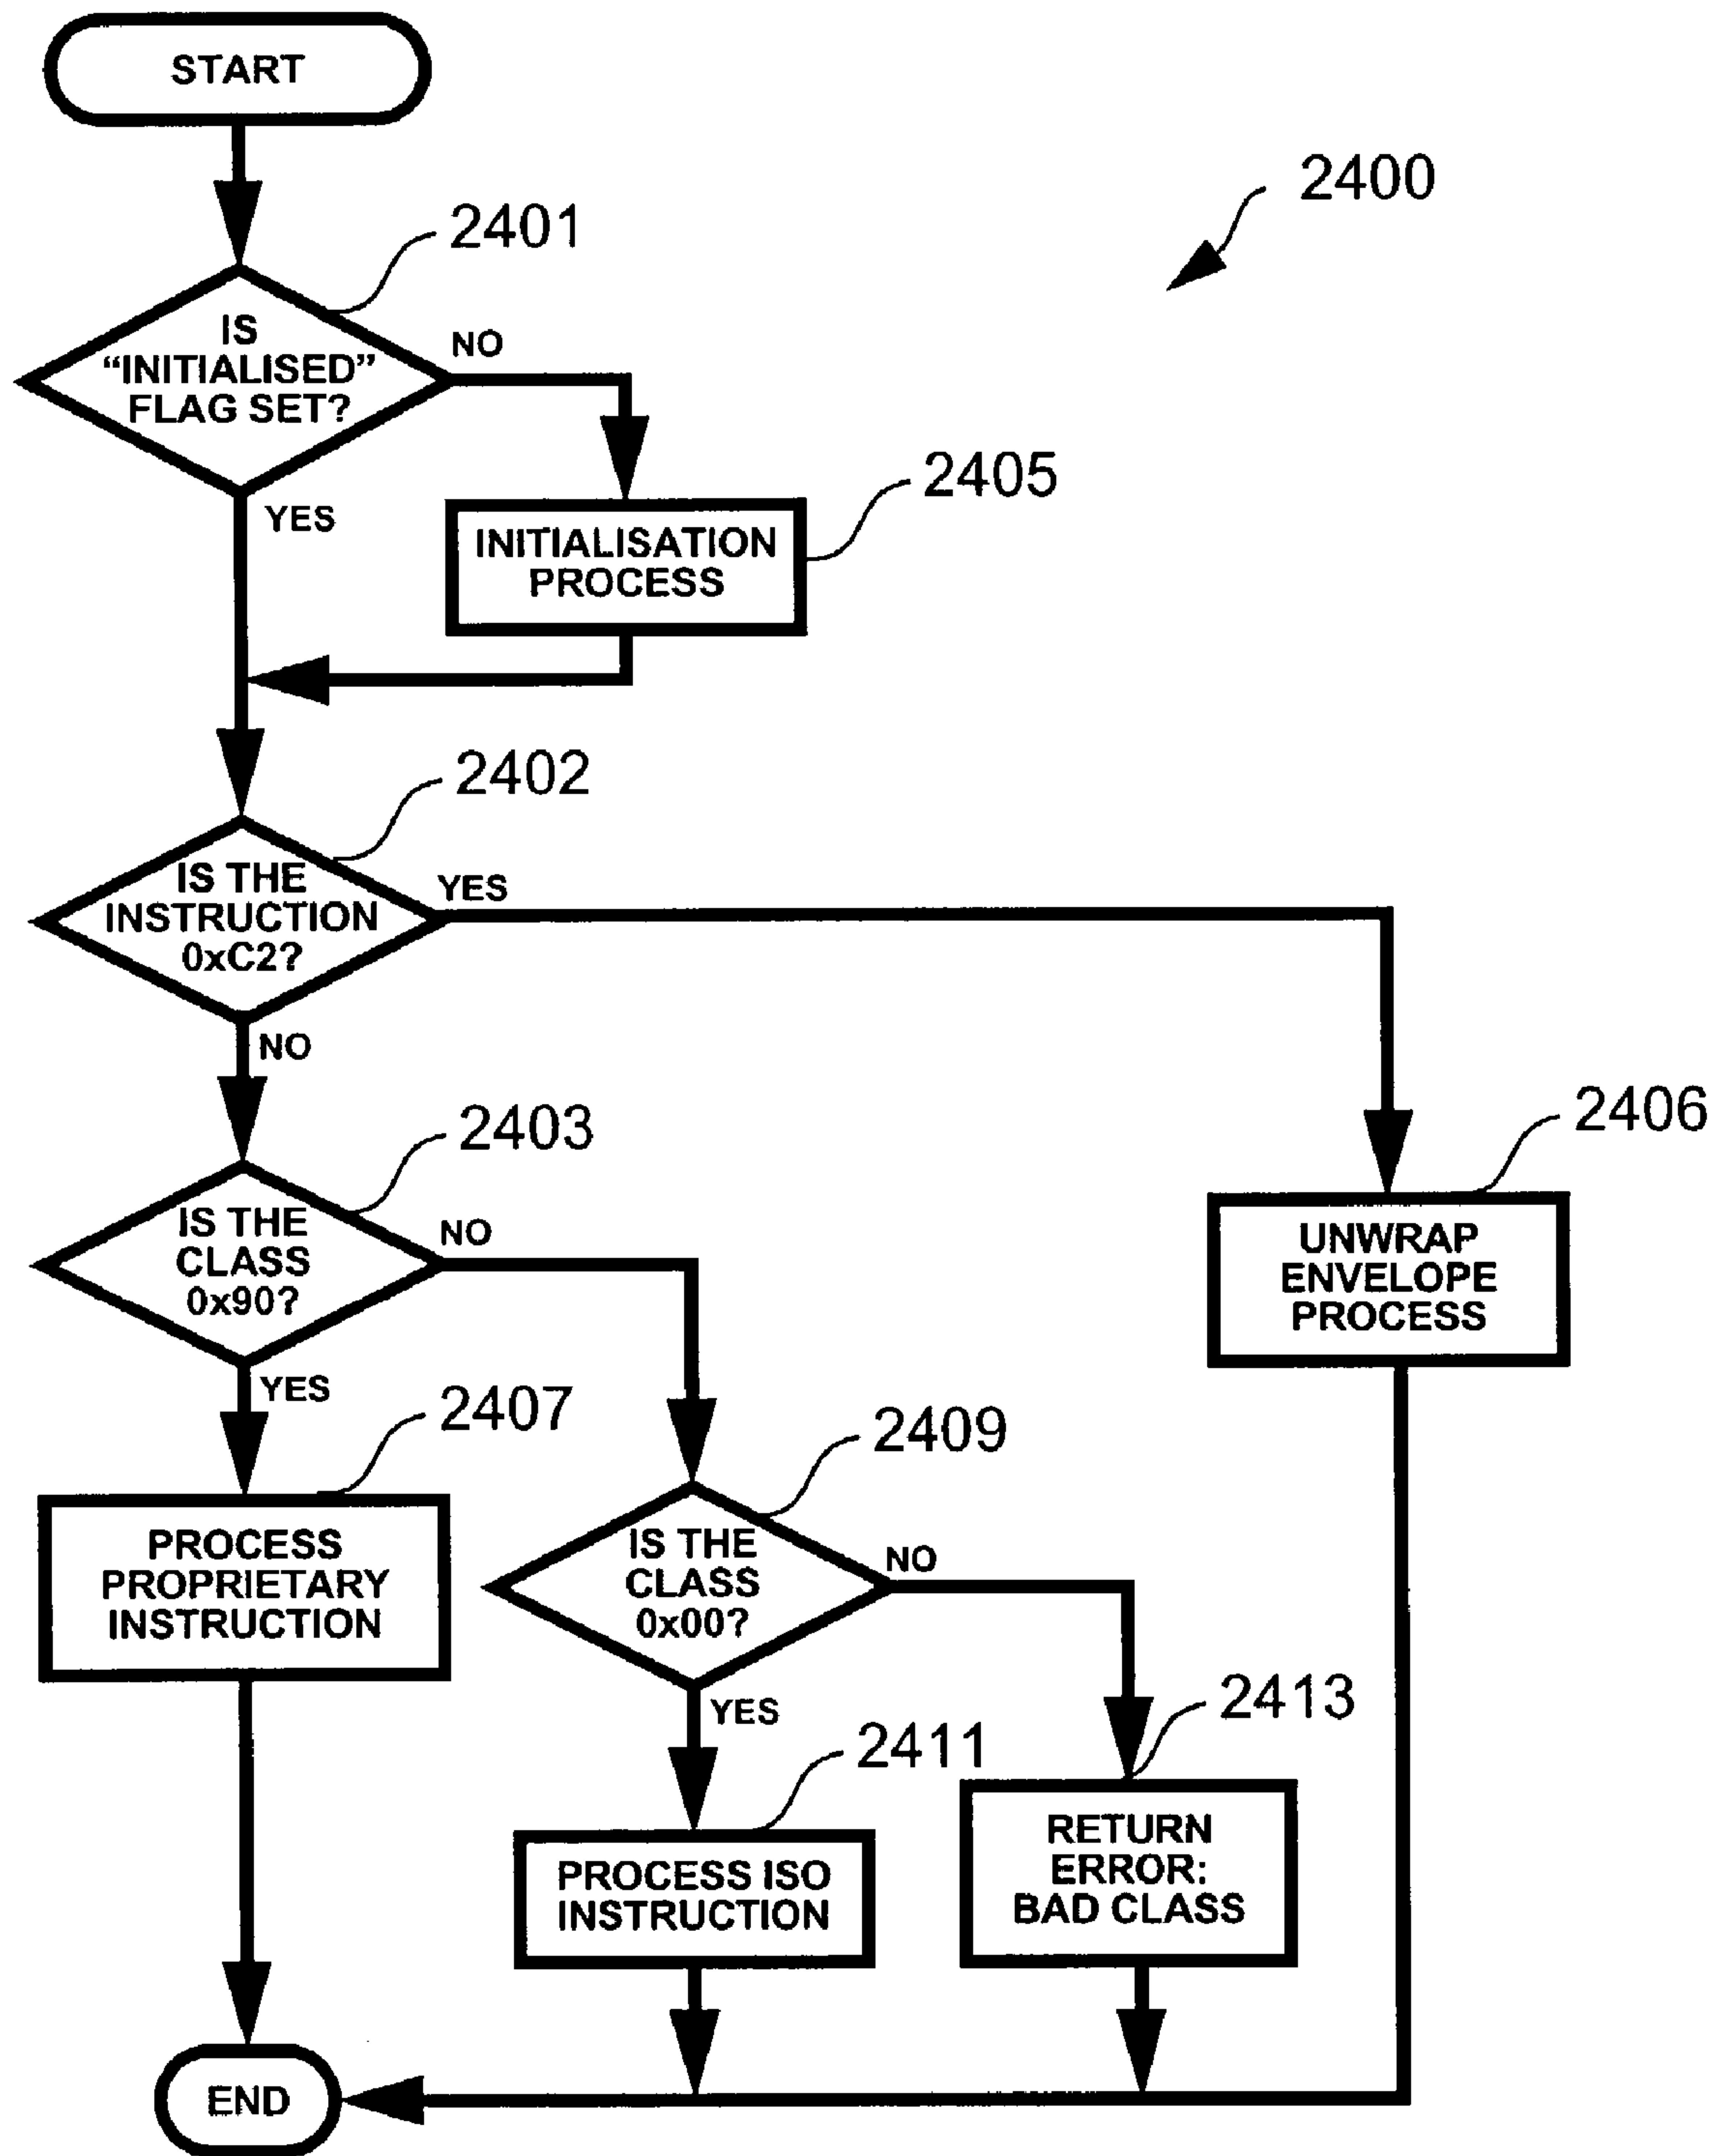 START
2400
2401
IS
“INITIALISED”
FLAG SET?
NO
YES
2405
INITIALISATION
PROCESS
2402
IS THE
INSTRUCTION
0xC2?
YES
NO
2403
IS THE
CLASS
0x90?
NO
YES
2406
UNWRAP
ENVELOPE
PROCESS
2407
PROCESS
PROPRIETARY
INSTRUCTION
2409
IS THE
CLASS
0x00?
NO
YES
2411
PROCESS ISO
INSTRUCTION
2413
RETURN
ERROR:
BAD CLASS
END